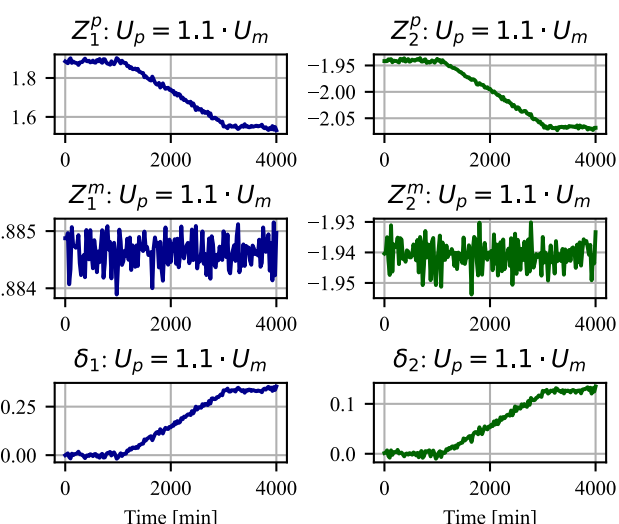 Z₁ᵖ: Uₚ = 1.1 · Uₘ Z₂ᵖ: Uₚ = 1.1 · Uₘ
1.8 −1.95
−2.00
1.6 −2.05
0 2000 4000 0 2000 4000
Z₁ᵐ: Uₚ = 1.1 · Uₘ Z₂ᵐ: Uₚ = 1.1 · Uₘ
.885 −1.93
−1.94
.884 −1.95
0 2000 4000 0 2000 4000
δ₁: Uₚ = 1.1 · Uₘ δ₂: Uₚ = 1.1 · Uₘ
0.25 0.1
0.00 0.0
0 2000 4000 0 2000 4000
Time [min] Time [min]